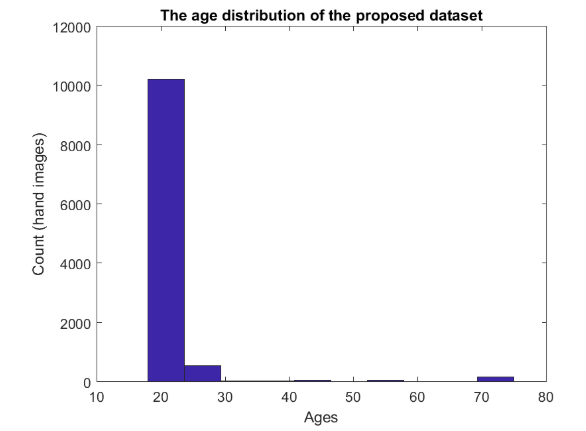 The age distribution of the proposed dataset
12000
10000
8000
6000
4000
2000
0
Count (hand images)
10 20 30 40 50 60 70 80
Ages